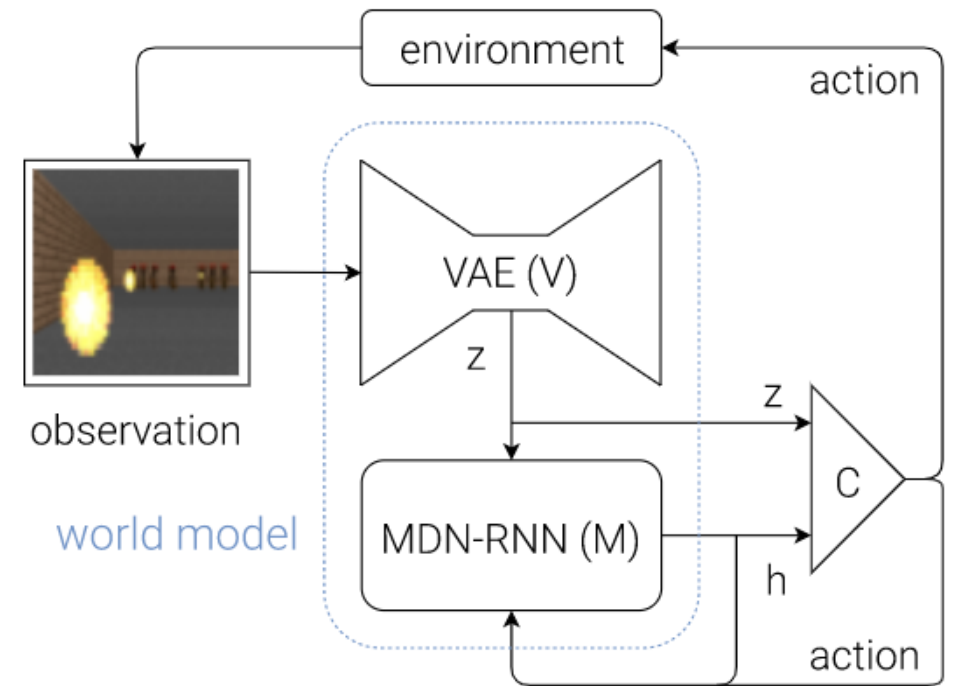 environment
action
VAE (V)
z
z
observation
C
world model
MDN-RNN (M)
h
action